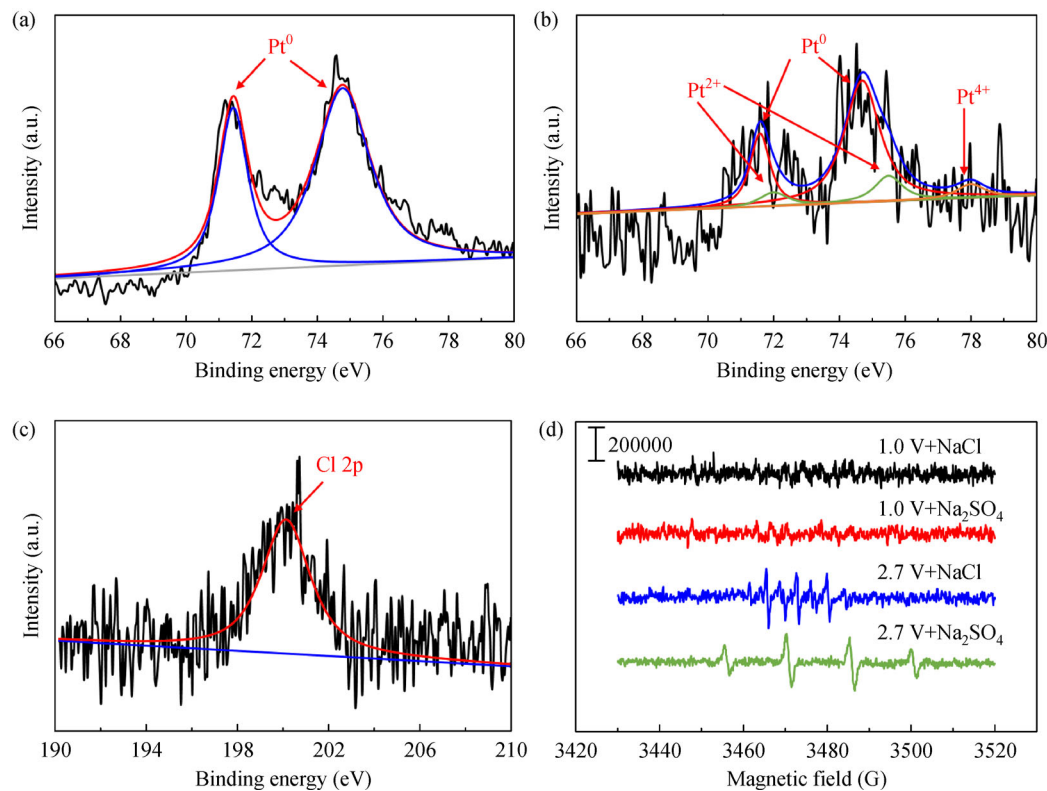 (a)
Pt⁰
Intensity (a.u.)
66 68 70 72 74 76 78 80
Binding energy (eV)
(b)
Pt²⁺
Pt⁰
Pt⁴⁺
Intensity (a.u.)
66 68 70 72 74 76 78 80
Binding energy (eV)
(c)
Cl 2p
Intensity (a.u.)
190 194 198 202 206 210
Binding energy (eV)
(d)
200000
1.0 V+NaCl
1.0 V+Na₂SO₄
2.7 V+NaCl
2.7 V+Na₂SO₄
3420 3440 3460 3480 3500 3520
Magnetic field (G)